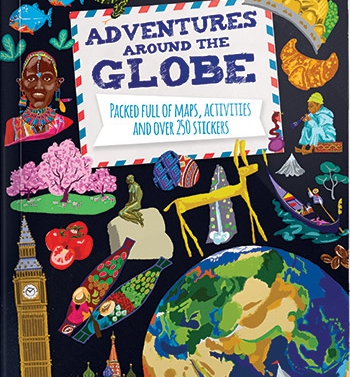 ADVENTURES
AROUND THE
GLOBE
PACKED FULL OF MAPS, ACTIVITIES
AND OVER 250 STICKERS